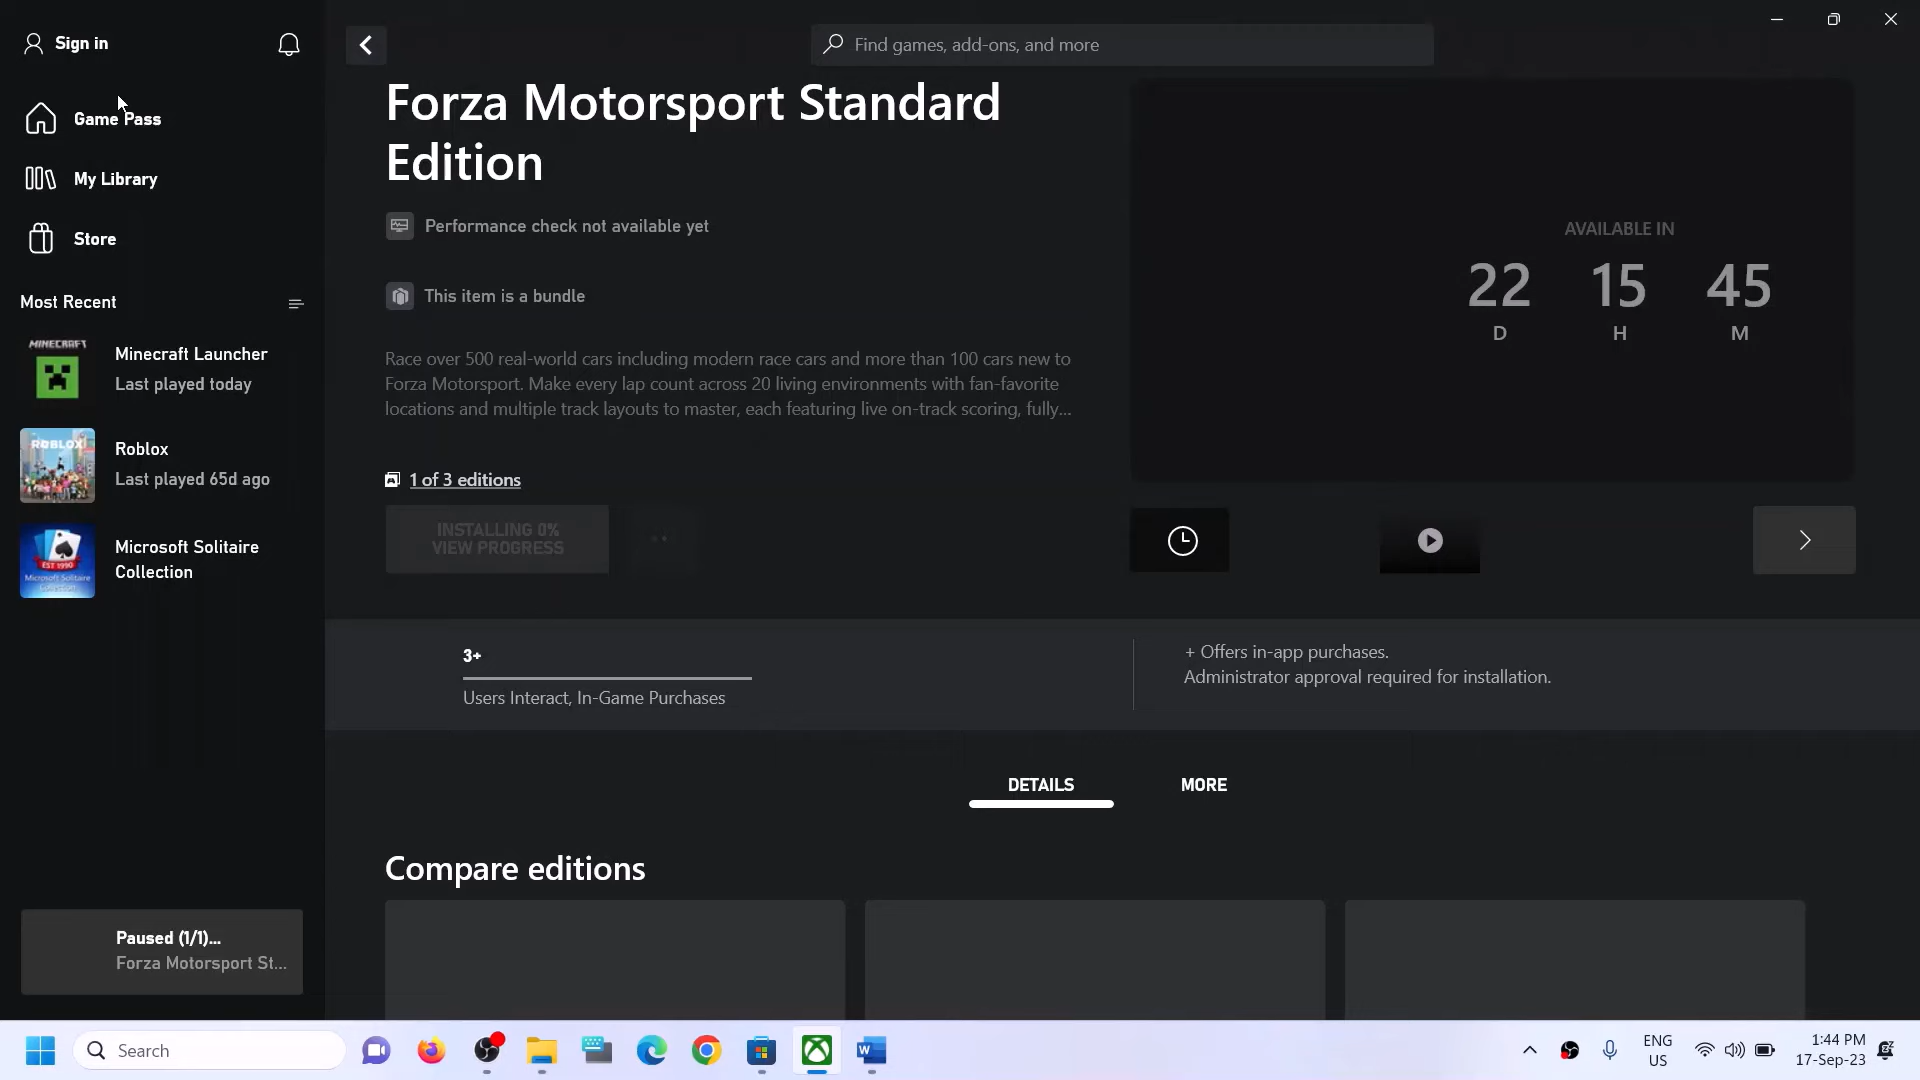 Sign in
Find games, add-ons, and more
Game Pass
My Library
Store
Most Recent
MINECRAFT
Minecraft Launcher
Last played today
ROBLOX
Roblox
Last played 65d ago
EST 1990
Microsoft Solitaire
Collection
Microsoft Solitaire
Collection
Paused (1/1)...
Forza Motorsport St...
Forza Motorsport Standard
Edition
Performance check not available yet
This item is a bundle
Race over 500 real-world cars including modern race cars and more than 100 cars new to
Forza Motorsport. Make every lap count across 20 living environments with fan-favorite
locations and multiple track layouts to master, each featuring live on-track scoring, fully...
1 of 3 editions
INSTALLING 0%
VIEW PROGRESS
AVAILABLE IN
22 15 45
D H M
3+
Users Interact, In-Game Purchases
+ Offers in-app purchases.
Administrator approval required for installation.
DETAILS MORE
Compare editions
Search
ENG
US
1:44 PM
17-Sep-23